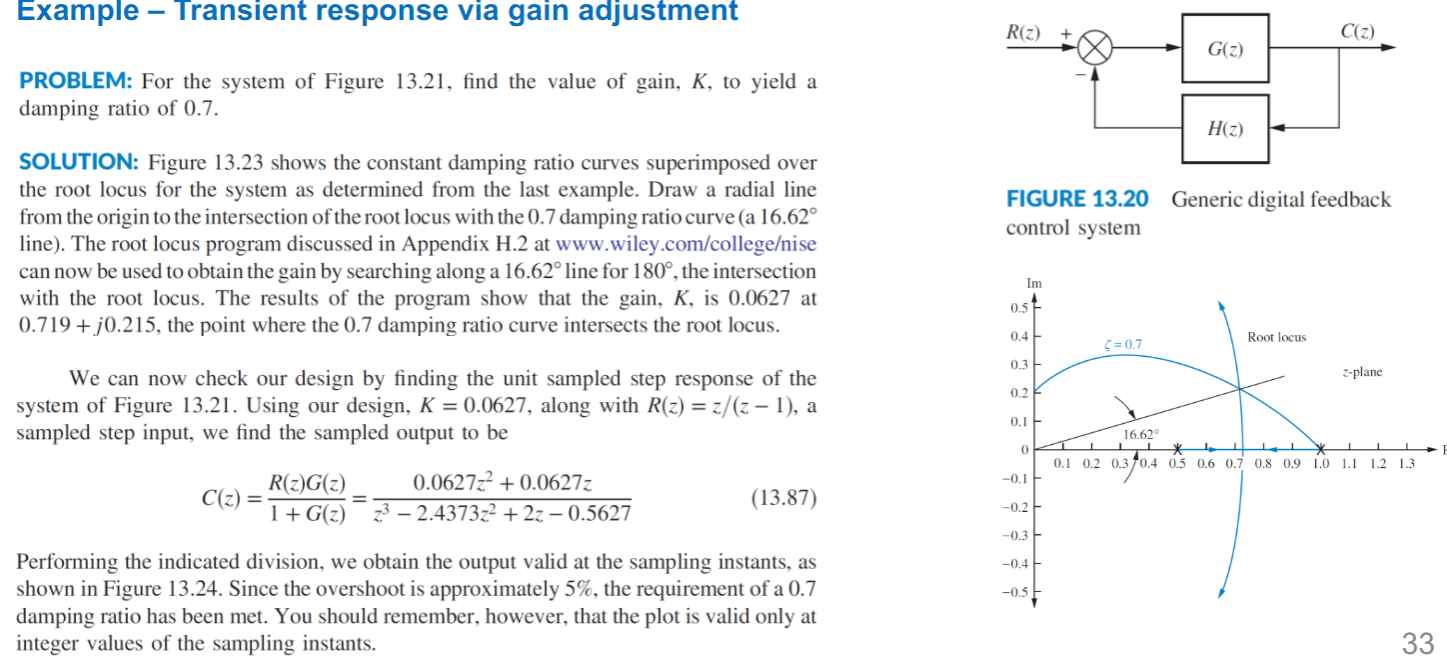 Example – Transient response via gain adjustment
PROBLEM: For the system of Figure 13.21, find the value of gain, K, to yield a
damping ratio of 0.7.
SOLUTION: Figure 13.23 shows the constant damping ratio curves superimposed over
the root locus for the system as determined from the last example. Draw a radial line
from the origin to the intersection of the root locus with the 0.7 damping ratio curve (a 16.62°
line). The root locus program discussed in Appendix H.2 at www.wiley.com/college/nise
can now be used to obtain the gain by searching along a 16.62° line for 180°, the intersection
with the root locus. The results of the program show that the gain, K, is 0.0627 at
0.719 + j0.215, the point where the 0.7 damping ratio curve intersects the root locus.
We can now check our design by finding the unit sampled step response of the
system of Figure 13.21. Using our design, K = 0.0627, along with R(z) = z/(z − 1), a
sampled step input, we find the sampled output to be
C(z) = R(z)G(z) / 1 + G(z) = 0.0627z² + 0.0627z / z³ − 2.4373z² + 2z − 0.5627 (13.87)
Performing the indicated division, we obtain the output valid at the sampling instants, as
shown in Figure 13.24. Since the overshoot is approximately 5%, the requirement of a 0.7
damping ratio has been met. You should remember, however, that the plot is valid only at
integer values of the sampling instants.
R(z) + C(z)
G(z)
−
H(z)
FIGURE 13.20 Generic digital feedback
control system
Im
0.5
0.4
Root locus
ζ = 0.7
0.3
z-plane
0.2
0.1
16.62°
0
0.1 0.2 0.3 0.4 0.5 0.6 0.7 0.8 0.9 1.0 1.1 1.2 1.3
−0.1
−0.2
−0.3
−0.4
−0.5
33